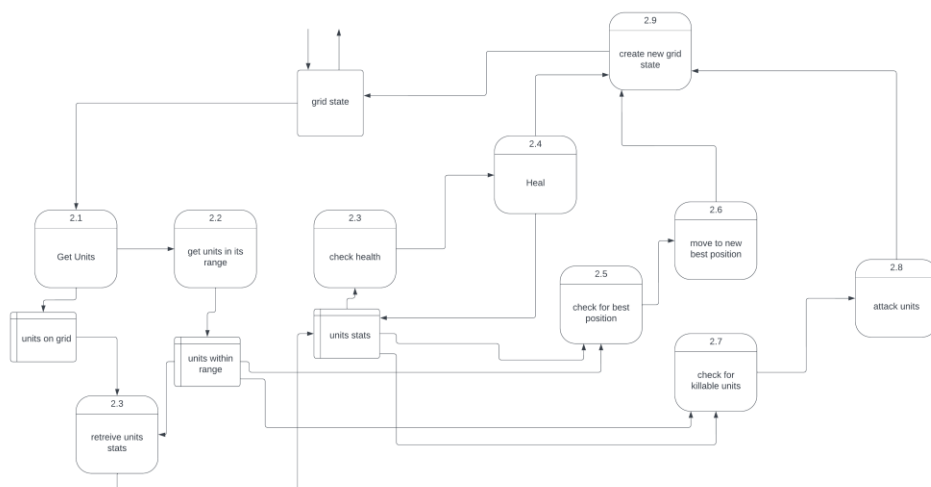 2.9
create new grid
state
grid state
2.4
Heal
2.1
Get Units
2.2
get units in its
range
2.3
check health
2.6
move to new
best position
2.5
check for best
position
2.8
attack units
units on grid
units stats
units within
range
2.7
check for
killable units
2.3
retreive units
stats